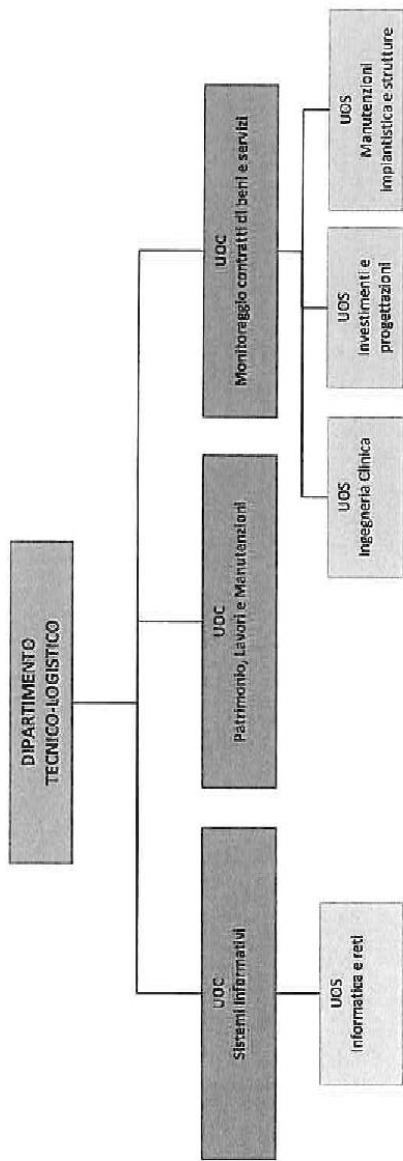 DIPARTIMENTO
TECNICO-LOGISTICO
UOC
Sistemi Informativi
UOC
Patrimonio, Lavori e Manutenzioni
UOC
Monitoraggio contratti di beni e servizi
UOS
Informatica e reti
UOS
Ingegneria Clinica
UOS
Investimenti e
progettazioni
UOS
Manutenzioni
impiantistica e strutture